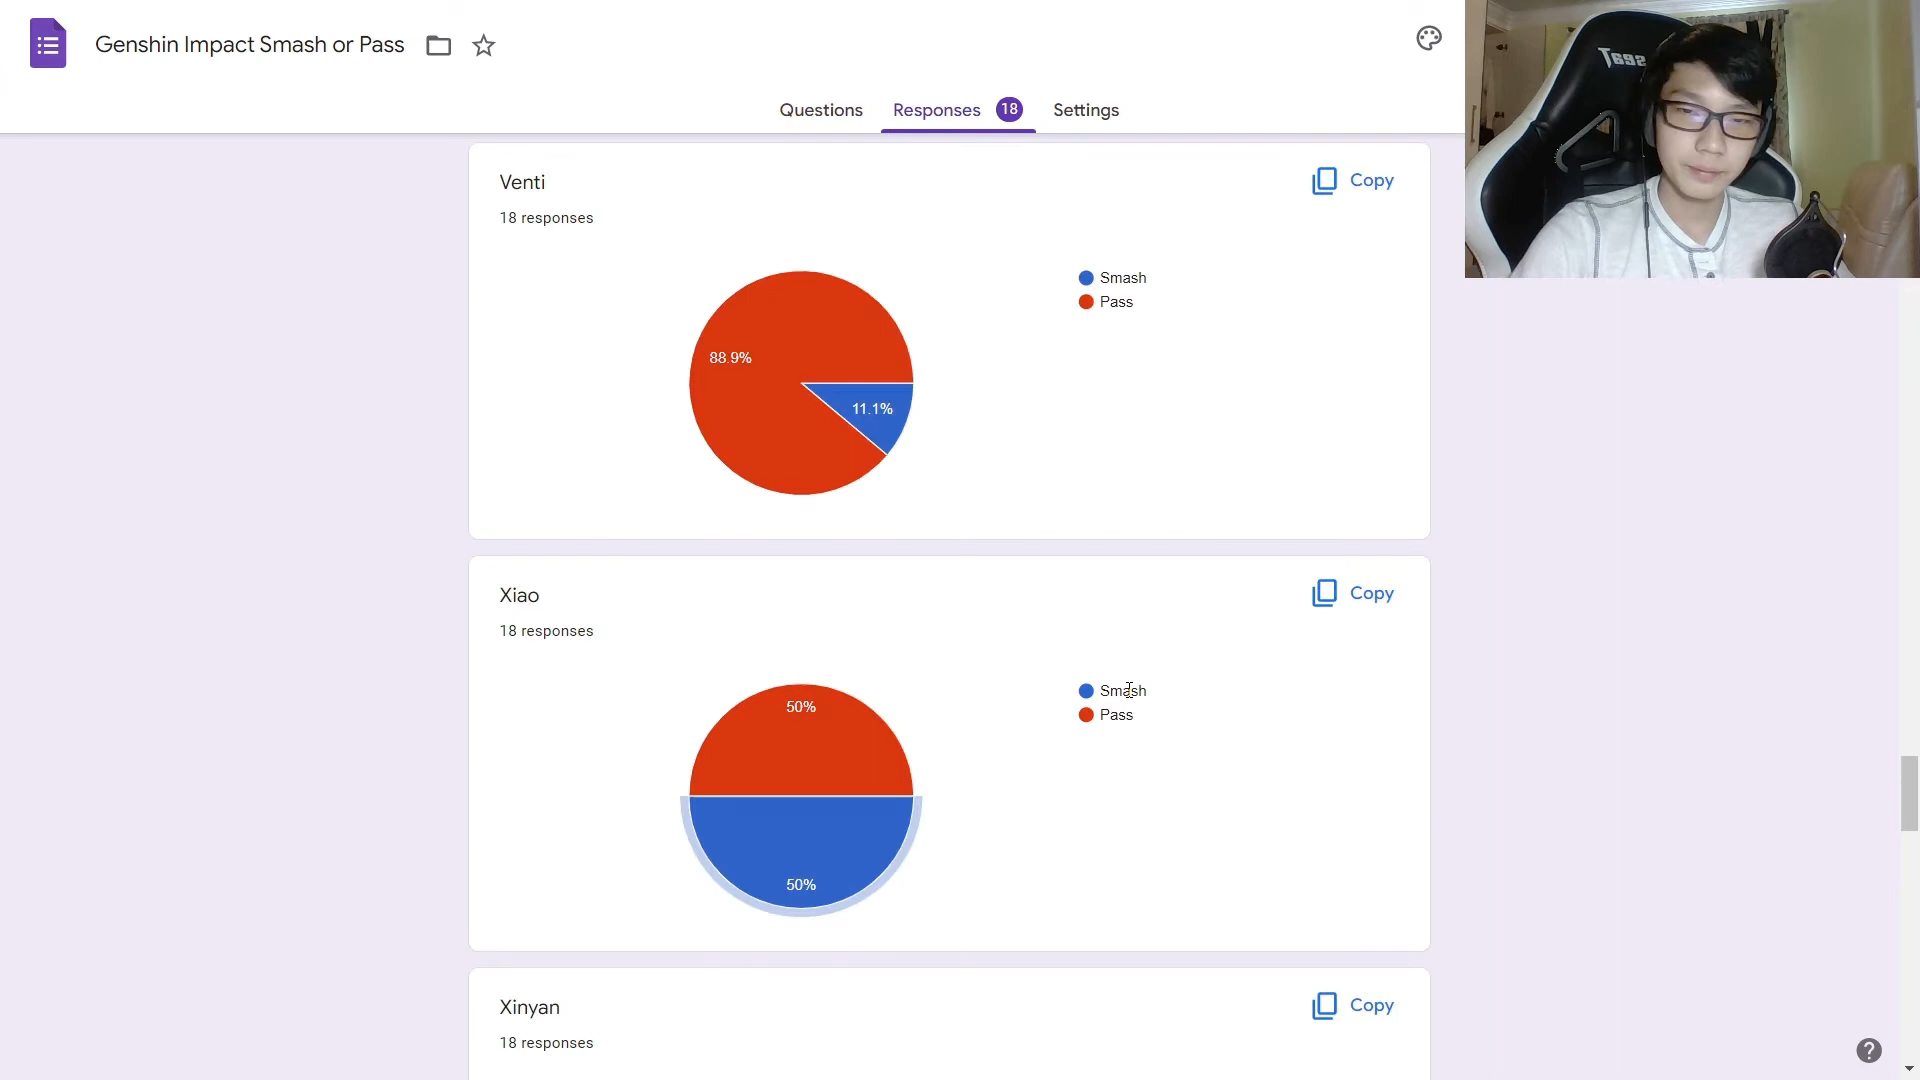 Genshin Impact Smash or Pass
Questions
Responses 18
Settings
Venti
Copy
18 responses
Smash
Pass
88.9%
11.1%
Xiao
Copy
18 responses
Smash
Pass
50%
50%
Xinyan
Copy
18 responses
?